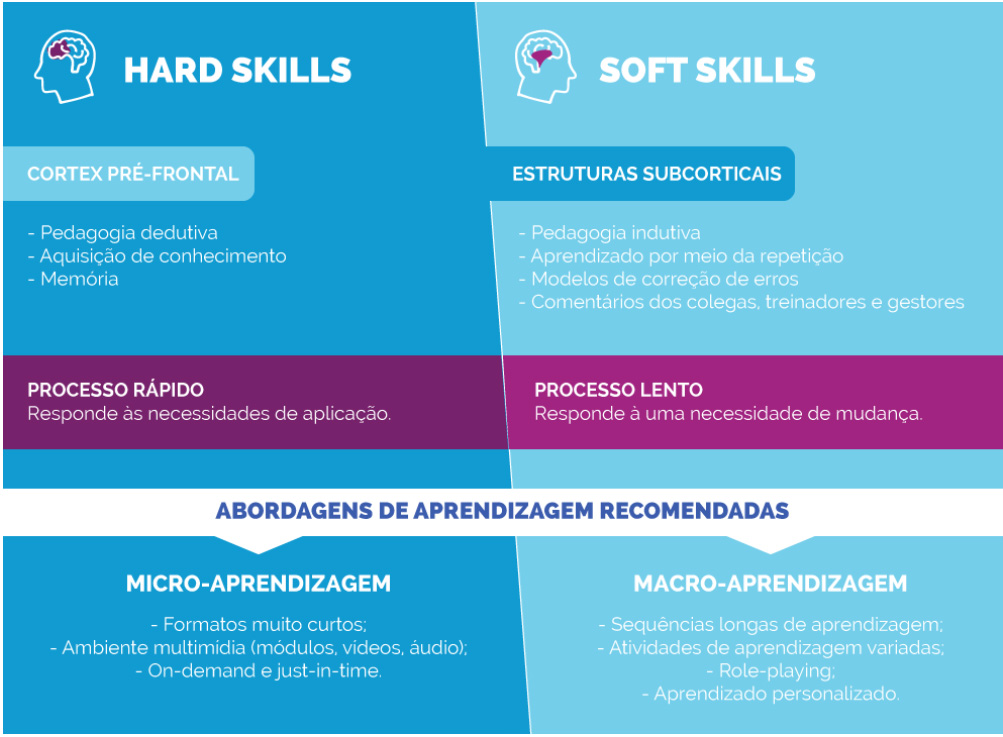 HARD SKILLS
CORTEX PRÉ-FRONTAL
- Pedagogia dedutiva
- Aquisição de conhecimento
- Memória
PROCESSO RÁPIDO
Responde às necessidades de aplicação.
SOFT SKILLS
ESTRUTURAS SUBCORTICAIS
- Pedagogia indutiva
- Aprendizado por meio da repetição
- Modelos de correção de erros
- Comentários dos colegas, treinadores e gestores
PROCESSO LENTO
Responde à uma necessidade de mudança.
ABORDAGENS DE APRENDIZAGEM RECOMENDADAS
MICRO-APRENDIZAGEM
- Formatos muito curtos;
- Ambiente multimídia (módulos, vídeos, áudio);
- On-demand e just-in-time.
MACRO-APRENDIZAGEM
- Sequências longas de aprendizagem;
- Atividades de aprendizagem variadas;
- Role-playing;
- Aprendizado personalizado.